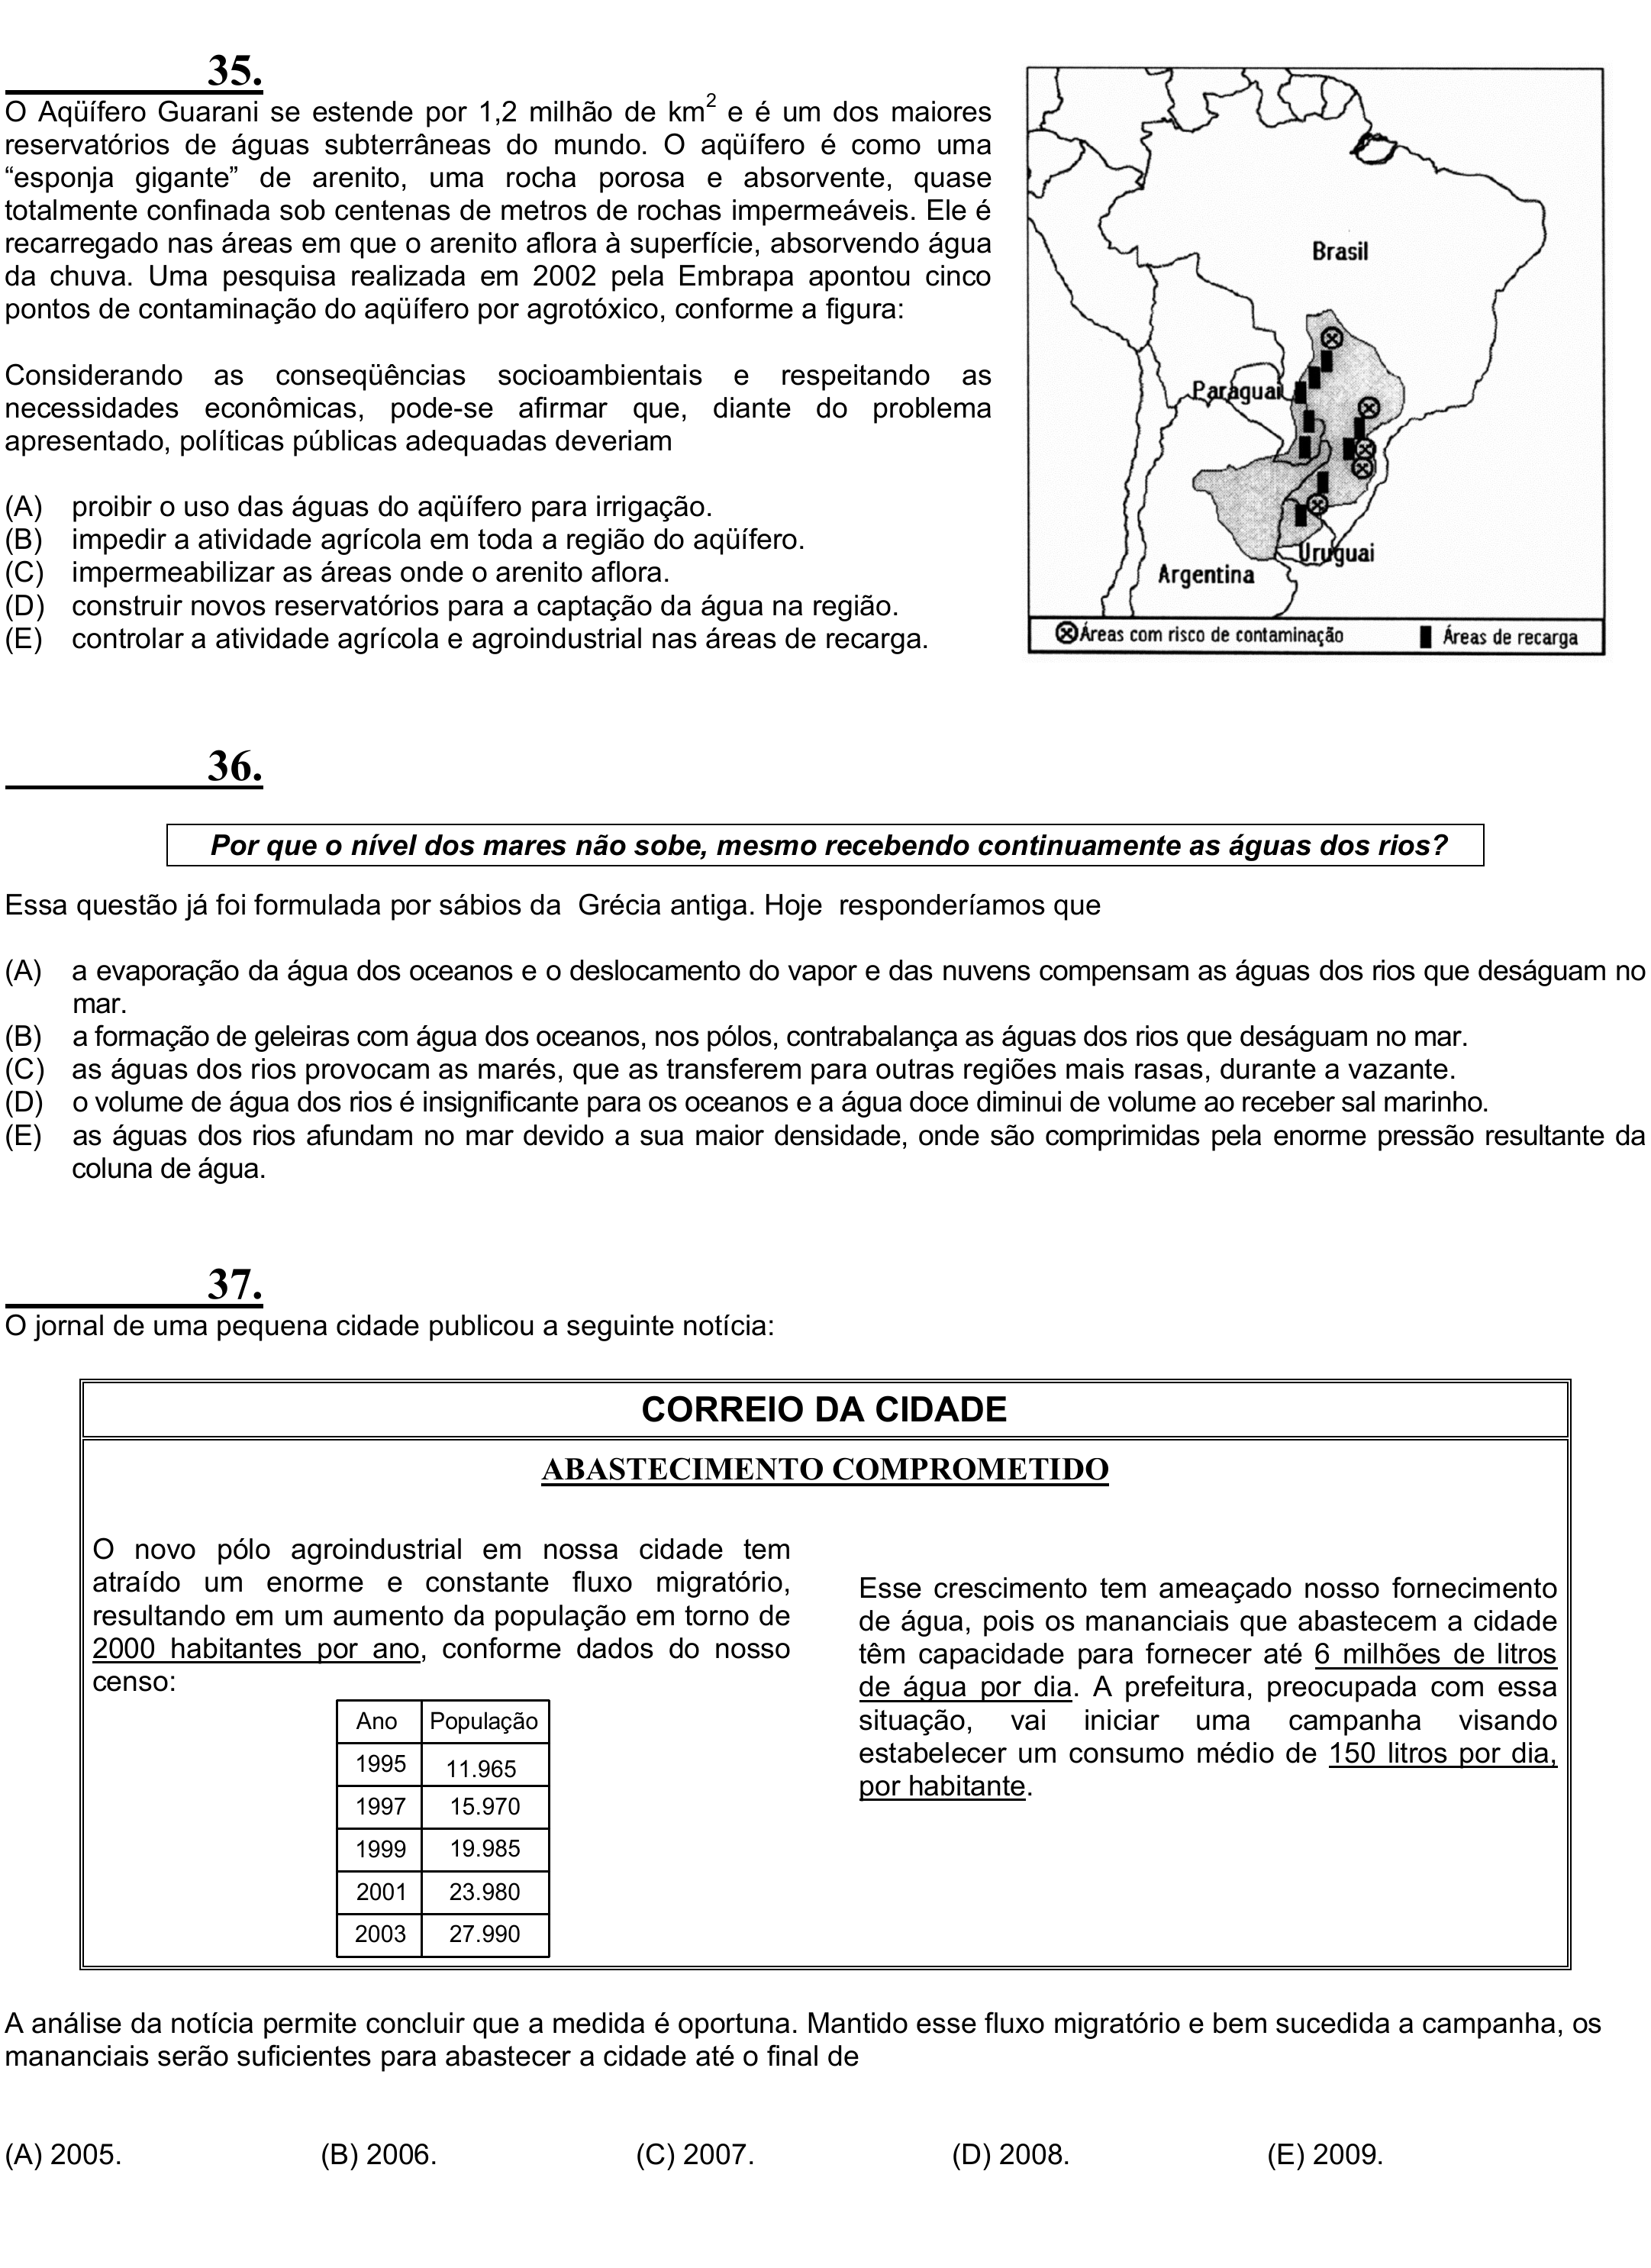 35.
O Aqüífero Guarani se estende por 1,2 milhão de km² e é um dos maiores
reservatórios de águas subterrâneas do mundo. O aqüífero é como uma
“esponja gigante” de arenito, uma rocha porosa e absorvente, quase
totalmente confinada sob centenas de metros de rochas impermeáveis. Ele é
recarregado nas áreas em que o arenito aflora à superfície, absorvendo água
da chuva. Uma pesquisa realizada em 2002 pela Embrapa apontou cinco
pontos de contaminação do aqüífero por agrotóxico, conforme a figura:
Considerando as conseqüências socioambientais e respeitando as
necessidades econômicas, pode-se afirmar que, diante do problema
apresentado, políticas públicas adequadas deveriam
(A) proibir o uso das águas do aqüífero para irrigação.
(B) impedir a atividade agrícola em toda a região do aqüífero.
(C) impermeabilizar as áreas onde o arenito aflora.
(D) construir novos reservatórios para a captação da água na região.
(E) controlar a atividade agrícola e agroindustrial nas áreas de recarga.
Brasil
Paraguai
Uruguai
Argentina
Áreas com risco de contaminação
Áreas de recarga
36.
Por que o nível dos mares não sobe, mesmo recebendo continuamente as águas dos rios?
Essa questão já foi formulada por sábios da Grécia antiga. Hoje responderíamos que
(A) a evaporação da água dos oceanos e o deslocamento do vapor e das nuvens compensam as águas dos rios que deságuam no
mar.
(B) a formação de geleiras com água dos oceanos, nos pólos, contrabalança as águas dos rios que deságuam no mar.
(C) as águas dos rios provocam as marés, que as transferem para outras regiões mais rasas, durante a vazante.
(D) o volume de água dos rios é insignificante para os oceanos e a água doce diminui de volume ao receber sal marinho.
(E) as águas dos rios afundam no mar devido a sua maior densidade, onde são comprimidas pela enorme pressão resultante da
coluna de água.
37.
O jornal de uma pequena cidade publicou a seguinte notícia:
CORREIO DA CIDADE
ABASTECIMENTO COMPROMETIDO
O novo pólo agroindustrial em nossa cidade tem
atraído um enorme e constante fluxo migratório,
resultando em um aumento da população em torno de
2000 habitantes por ano, conforme dados do nosso
censo:
Ano População
1995 11.965
1997 15.970
1999 19.985
2001 23.980
2003 27.990
Esse crescimento tem ameaçado nosso fornecimento
de água, pois os mananciais que abastecem a cidade
têm capacidade para fornecer até 6 milhões de litros
de água por dia. A prefeitura, preocupada com essa
situação, vai iniciar uma campanha visando
estabelecer um consumo médio de 150 litros por dia,
por habitante.
A análise da notícia permite concluir que a medida é oportuna. Mantido esse fluxo migratório e bem sucedida a campanha, os
mananciais serão suficientes para abastecer a cidade até o final de
(A) 2005. (B) 2006. (C) 2007. (D) 2008. (E) 2009.